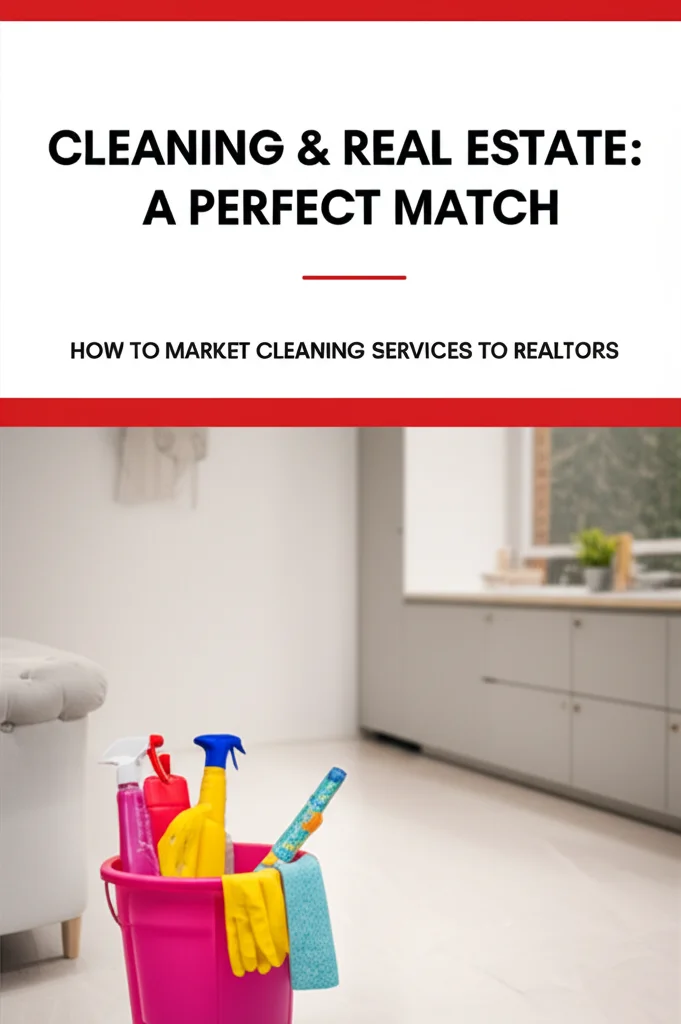 CLEANING & REAL ESTATE:
A PERFECT MATCH
HOW TO MARKET CLEANING SERVICES TO REALTORS